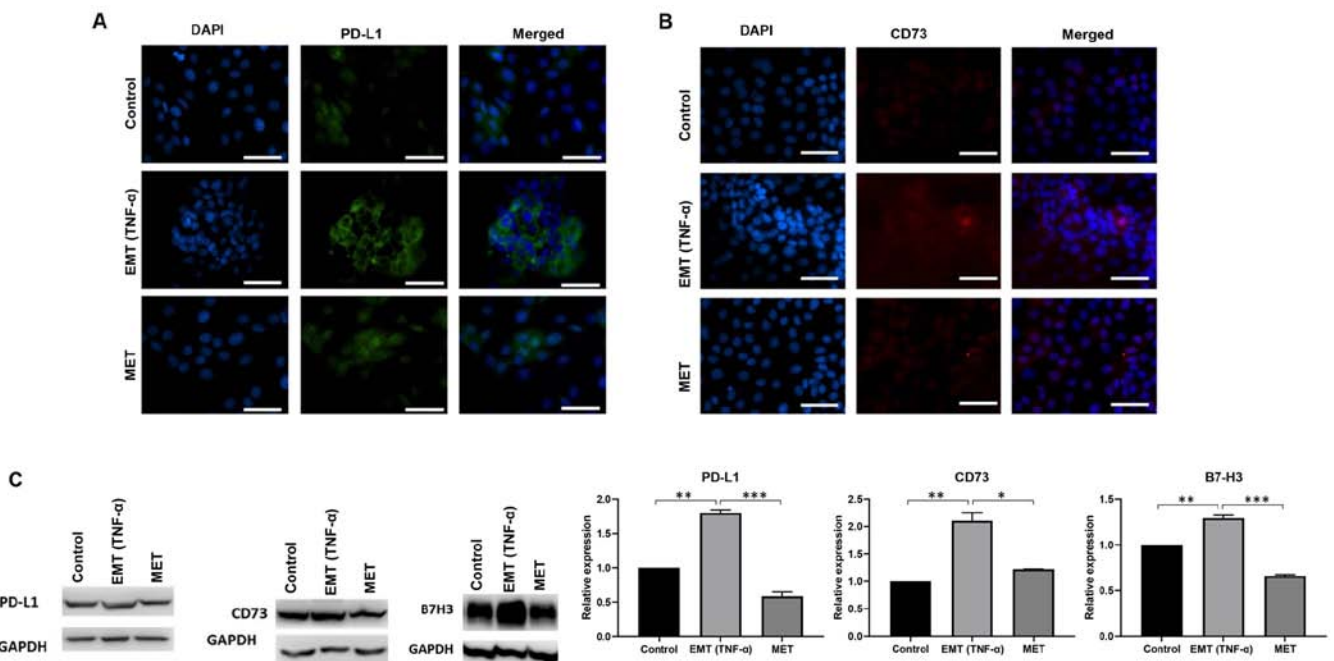 A
DAPI PD-L1 Merged
Control
EMT (TNF-α)
MET
B
DAPI CD73 Merged
Control
EMT (TNF-α)
MET
C
Control EMT (TNF-α) MET
PD-L1
GAPDH
Control EMT (TNF-α) MET
CD73
GAPDH
Control EMT (TNF-α) MET
B7H3
GAPDH
PD-L1
Relative expression
2.0
1.5
1.0
0.5
0.0
** ***
Control EMT (TNF-α) MET
CD73
Relative expression
2.5
2.0
1.5
1.0
0.5
0.0
** *
Control EMT (TNF-α) MET
B7-H3
Relative expression
1.5
1.0
0.5
0.0
** ***
Control EMT (TNF-α) MET